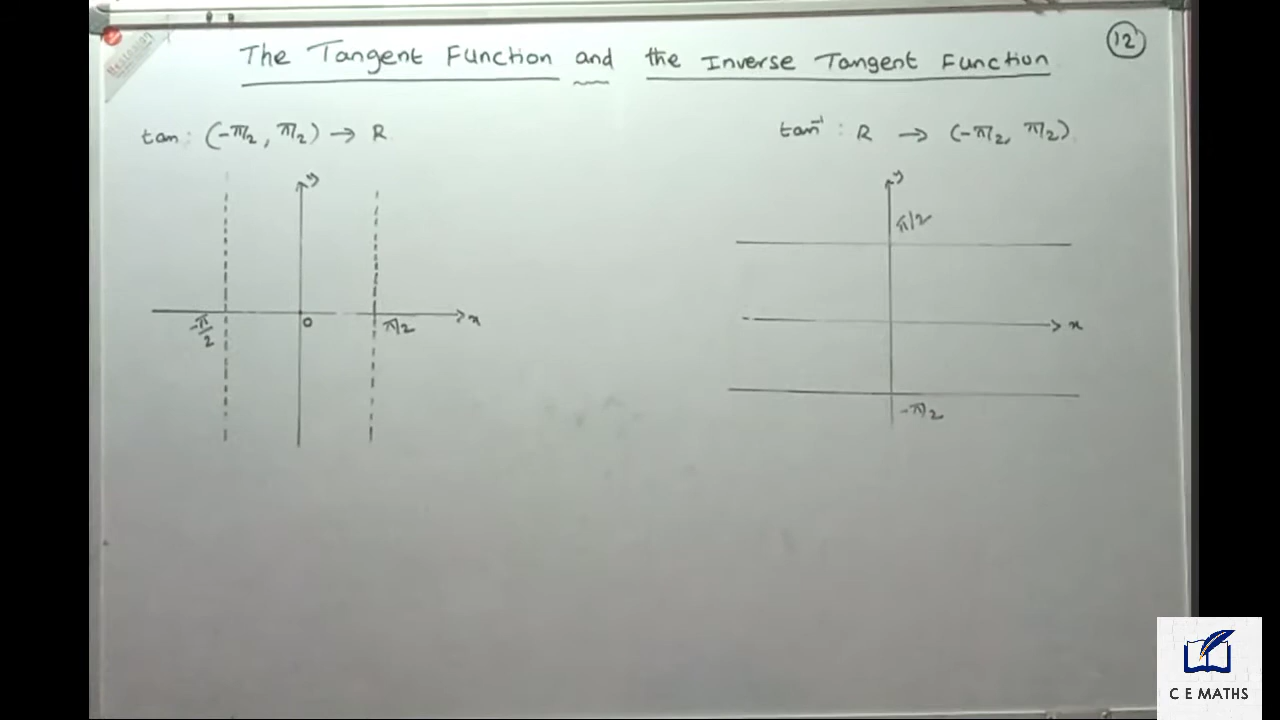 The Tangent Function and the Inverse Tangent Function
12
tan: (-π/2, π/2) → R
tan⁻¹: R → (-π/2, π/2)
y
-π/2
0
π/2
x
y
π/2
x
-π/2
C E MATHS